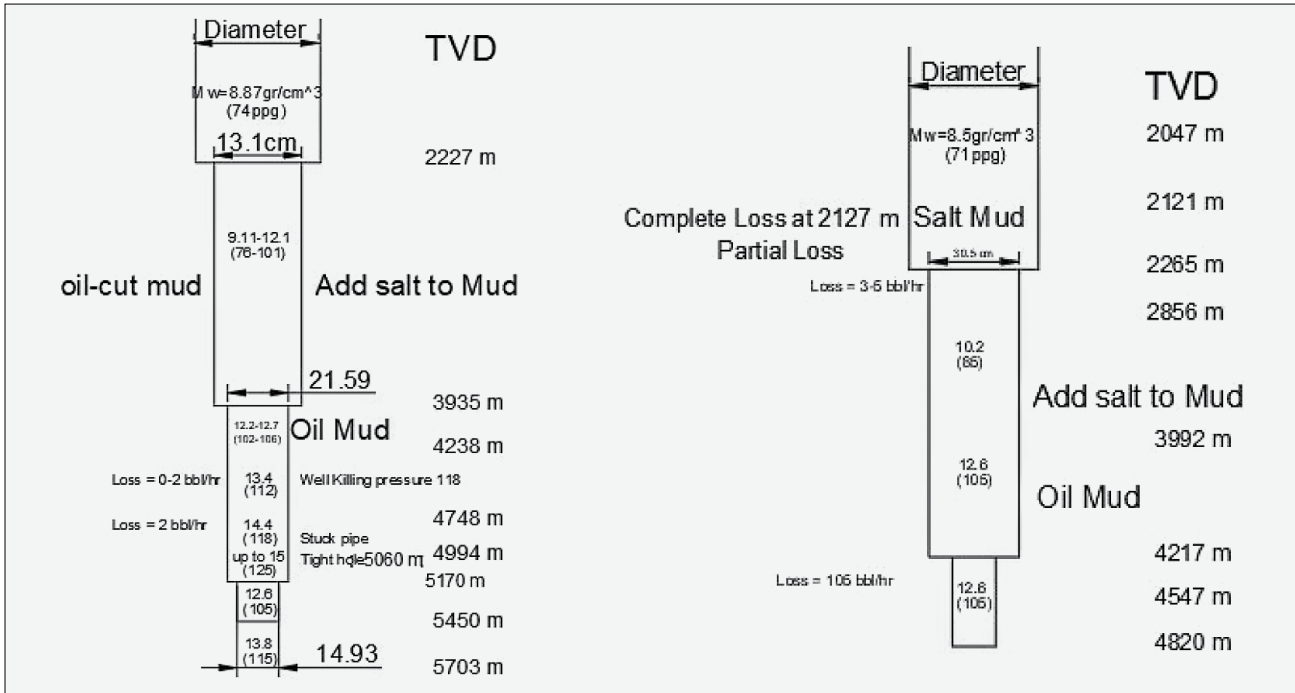 Diameter
TVD
Mw=8.87gr/cm^3
(74ppg)
13.1cm
2227 m
9.11-12.1
(76-101)
oil-cut mud
Add salt to Mud
21.59
3935 m
12.2-12.7
(102-106)
Oil Mud
4238 m
Loss = 0-2 bbl/hr
13.4
(112)
Well Killing pressure 118
4748 m
Loss = 2 bbl/hr
14.4
(118)
Stuck pipe
up to 15
(125)
Tight hole5060 m
4994 m
5170 m
12.6
(105)
5450 m
13.8
(115)
14.93
5703 m
Diameter
TVD
Mw=8.5gr/cm^3
(71ppg)
2047 m
2121 m
Complete Loss at 2127 m
Partial Loss
Salt Mud
30.5 cm
2265 m
Loss = 3-5 bbl/hr
2856 m
10.2
(85)
Add salt to Mud
3992 m
12.6
(105)
Oil Mud
4217 m
Loss = 105 bbl/hr
12.6
(105)
4547 m
4820 m